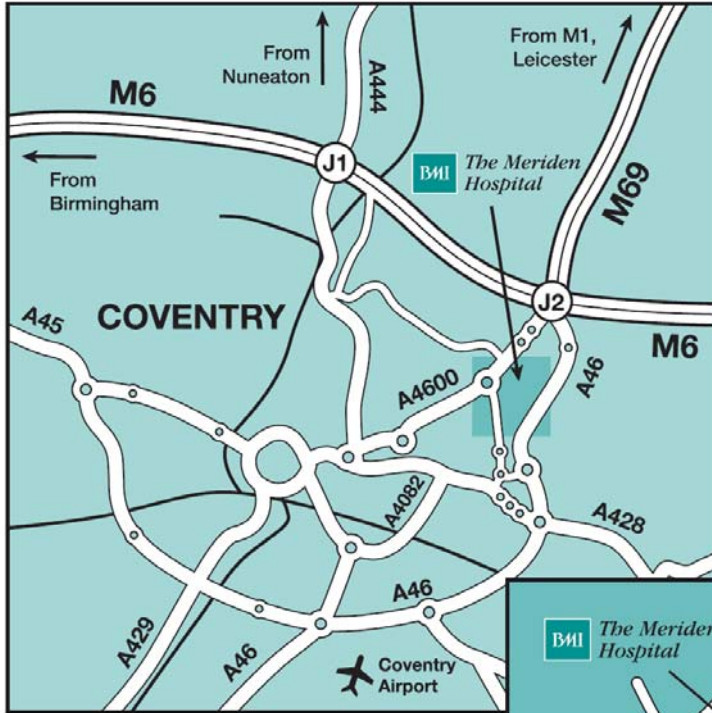 From
Nuneaton
A444
From M1,
Leicester
M6
J1
From
Birmingham
BMI
The Meriden
Hospital
M69
A45
COVENTRY
J2
M6
A4600
A46
A4082
A428
A429
A46
A46
Coventry
Airport
BMI
The Meriden
Hospital